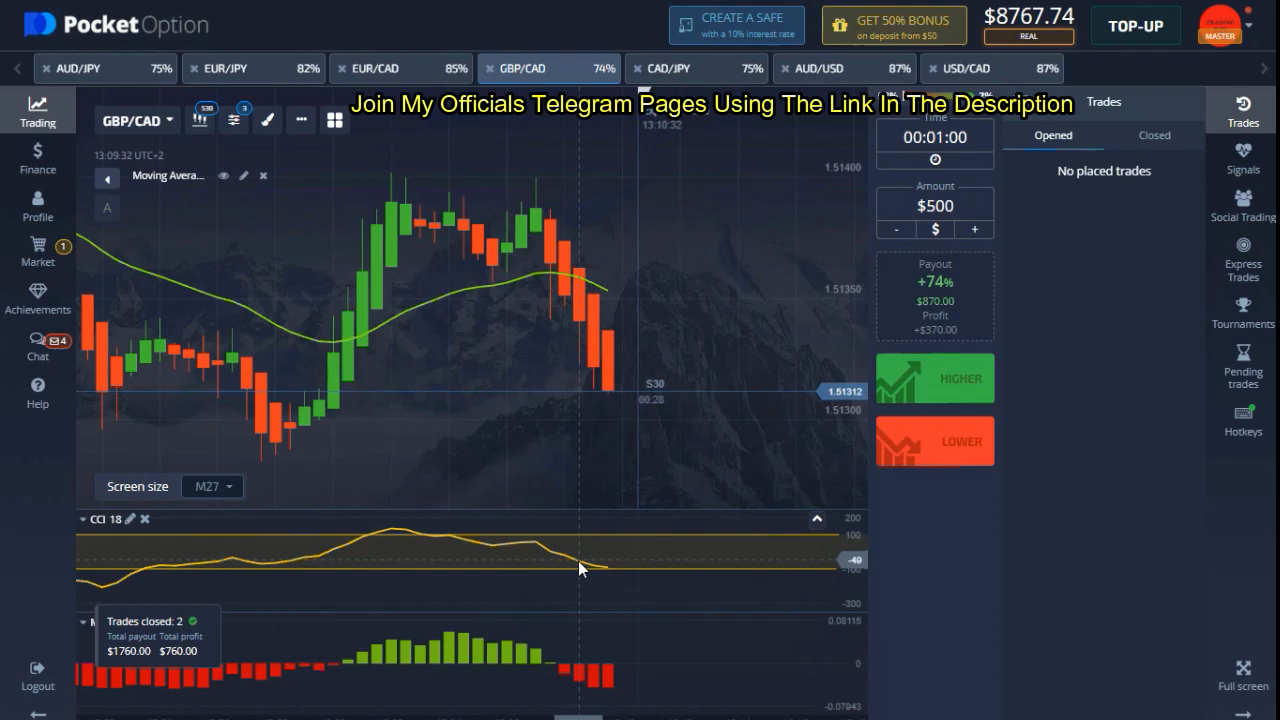 PocketOption
CREATE A SAFE
with a 10% interest rate
GET 50% BONUS
on deposit from $50
$8767.74
REAL
TOP-UP
TRADING
MASTER
AUD/JPY 75%
EUR/JPY 82%
EUR/CAD 85%
GBP/CAD 74%
CAD/JPY 75%
AUD/USD 87%
USD/CAD 87%
Join My Officials Telegram Pages Using The Link In The Description
Trading
Finance
Profile
Market
1
Achievements
Chat
4
Help
Logout
GBP/CAD
S30
3
13:10:32
13:09:32 UTC+2
Moving Avera...
A
1.51400
1.51350
1.51312
1.51300
S30
00:28
Screen size
M27
CCI 18
200
100
-49
-100
-300
Trades closed: 2
Total payout Total profit
$1760.00 $760.00
0.08115
0
-0.07943
Time
00:01:00
Amount
$500
- $ +
Payout
+74%
$870.00
Profit
+$370.00
HIGHER
LOWER
Trades
Opened
Closed
No placed trades
Trades
Signals
Social Trading
Express
Trades
Tournaments
Pending
trades
Hotkeys
Full screen